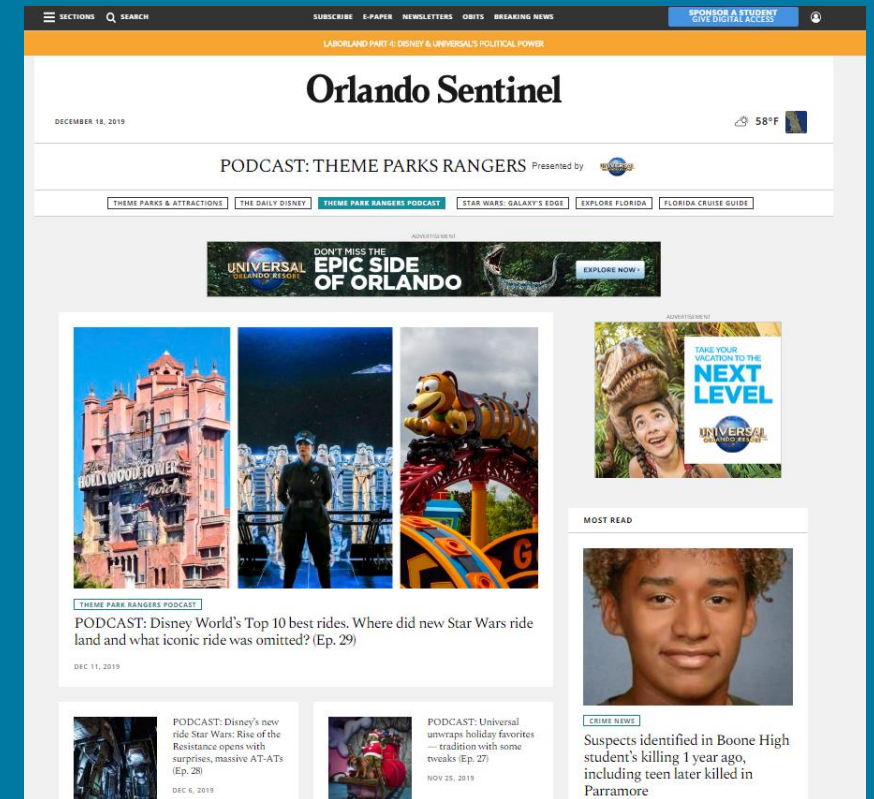 SECTIONS SEARCH SUBSCRIBE E-PAPER NEWSLETTERS OBITS BREAKING NEWS SPONSOR A STUDENT
GIVE DIGITAL ACCESS
LABORLAND PART 4: DISNEY & UNIVERSAL'S POLITICAL POWER
Orlando Sentinel
DECEMBER 18, 2019 58°F
PODCAST: THEME PARKS RANGERS Presented by UNIVERSAL
THEME PARKS & ATTRACTIONS THE DAILY DISNEY THEME PARK RANGERS PODCAST STAR WARS: GALAXY'S EDGE EXPLORE FLORIDA FLORIDA CRUISE GUIDE
ADVERTISEMENT
UNIVERSAL
ORLANDO RESORT
DON'T MISS THE
EPIC SIDE
OF ORLANDO
EXPLORE NOW ›
ADVERTISEMENT
TAKE YOUR
VACATION TO THE
NEXT
LEVEL
UNIVERSAL
ORLANDO RESORT
HOLLYWOOD TOWER
Hotel
THEME PARK RANGERS PODCAST
PODCAST: Disney World's Top 10 best rides. Where did new Star Wars ride
land and what iconic ride was omitted? (Ep. 29)
DEC 11, 2019
PODCAST: Disney's new
ride Star Wars: Rise of the
Resistance opens with
surprises, massive AT-ATs
(Ep. 28)
DEC 6, 2019
PODCAST: Universal
unwraps holiday favorites
— tradition with some
tweaks (Ep. 27)
NOV 25, 2019
MOST READ
CRIME NEWS
Suspects identified in Boone High
student's killing 1 year ago,
including teen later killed in
Parramore